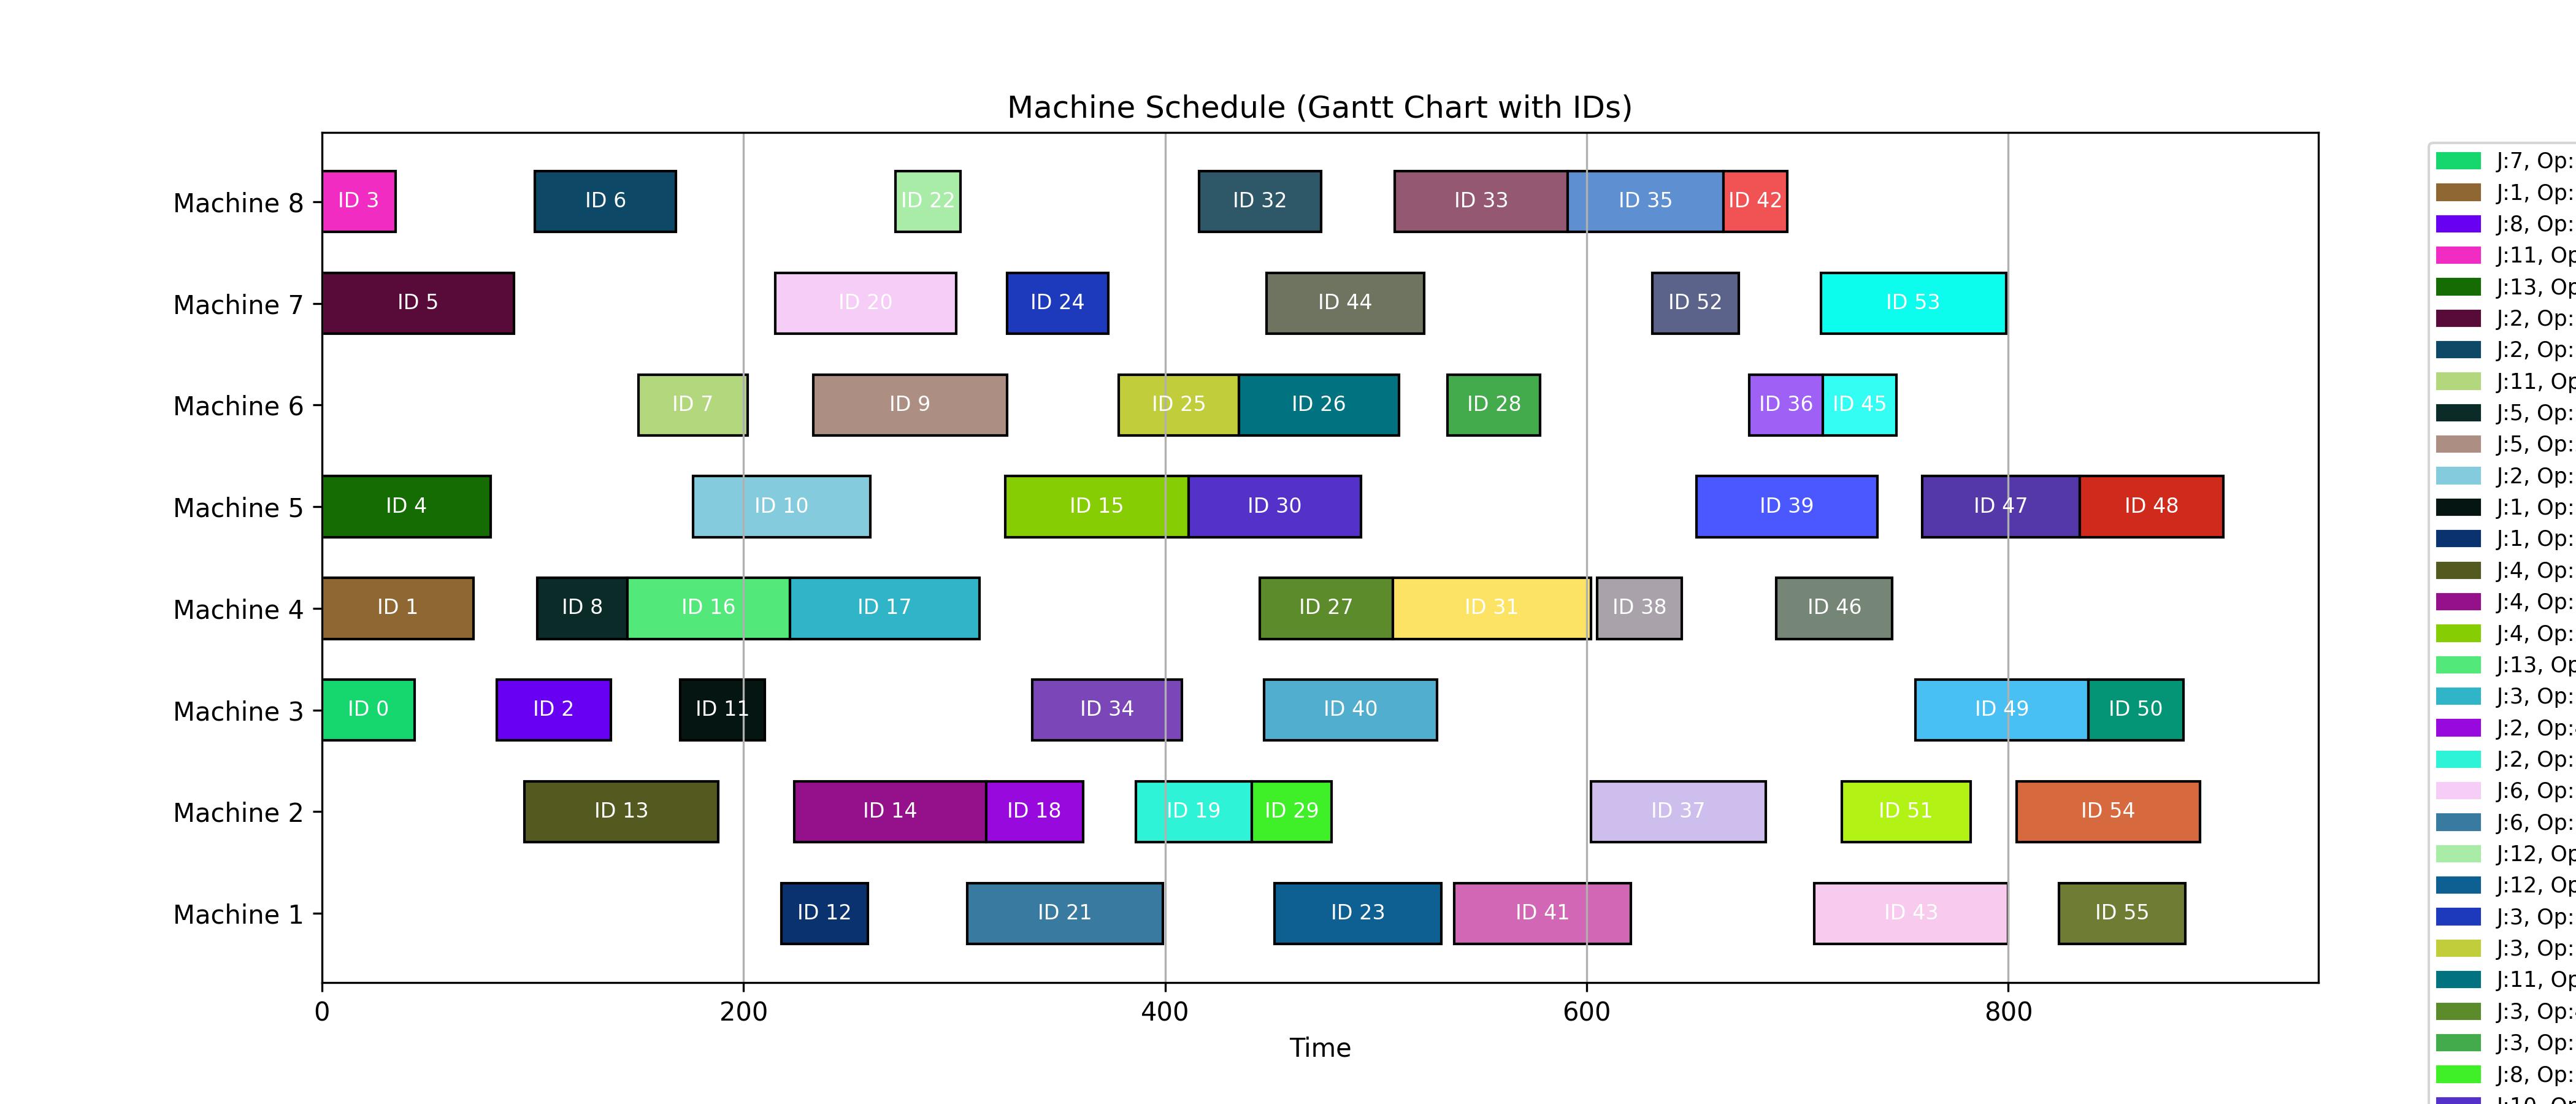 Machine Schedule (Gantt Chart with IDs)
Machine 8
ID 3
ID 6
ID 22
ID 32
ID 33
ID 35
ID 42
Machine 7
ID 5
ID 20
ID 24
ID 44
ID 52
ID 53
Machine 6
ID 7
ID 9
ID 25
ID 26
ID 28
ID 36
ID 45
Machine 5
ID 4
ID 10
ID 15
ID 30
ID 39
ID 47
ID 48
Machine 4
ID 1
ID 8
ID 16
ID 17
ID 27
ID 31
ID 38
ID 46
Machine 3
ID 0
ID 2
ID 11
ID 34
ID 40
ID 49
ID 50
Machine 2
ID 13
ID 14
ID 18
ID 19
ID 29
ID 37
ID 51
ID 54
Machine 1
ID 12
ID 21
ID 23
ID 41
ID 43
ID 55
0 200 400 600 800
Time
J:7, Op:
J:1, Op:
J:8, Op:
J:11, Op
J:13, Op
J:2, Op:
J:2, Op:
J:11, Op
J:5, Op:
J:5, Op:
J:2, Op:
J:1, Op:
J:1, Op:
J:4, Op:
J:4, Op:
J:4, Op:
J:13, Op
J:3, Op:
J:2, Op:
J:2, Op:
J:6, Op:
J:6, Op:
J:12, Op
J:12, Op
J:3, Op:
J:3, Op:
J:11, Op
J:3, Op:
J:3, Op:
J:8, Op: